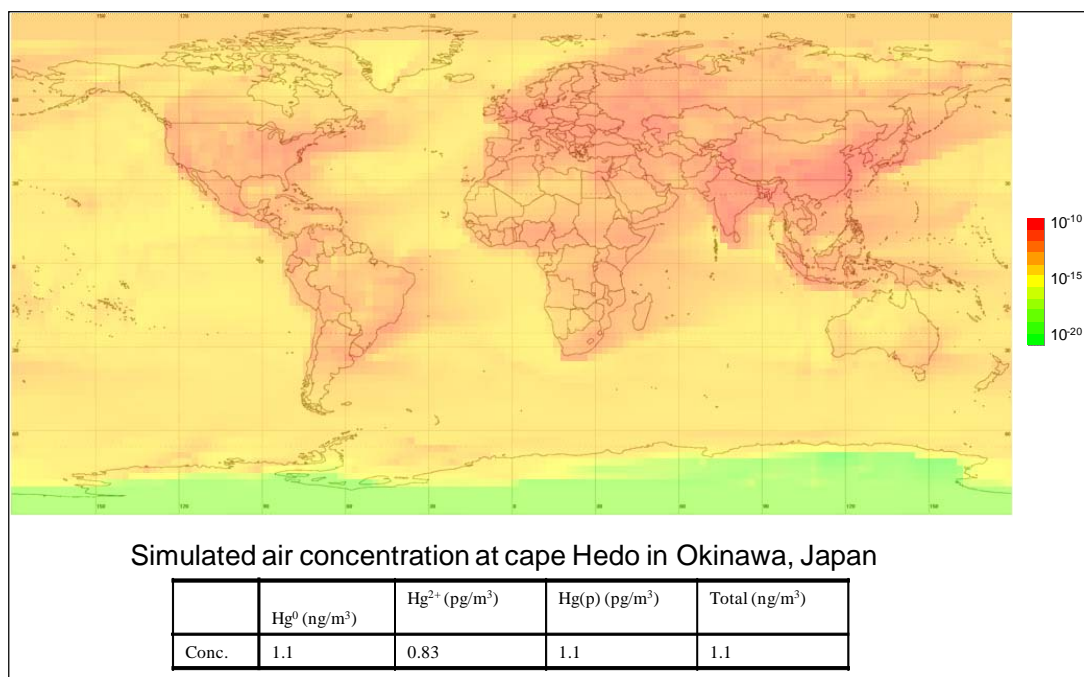 10⁻¹⁰
10⁻¹⁵
10⁻²⁰
Simulated air concentration at cape Hedo in Okinawa, Japan
Hg⁰ (ng/m³) Hg²⁺ (pg/m³) Hg(p) (pg/m³) Total (ng/m³)
Conc. 1.1 0.83 1.1 1.1